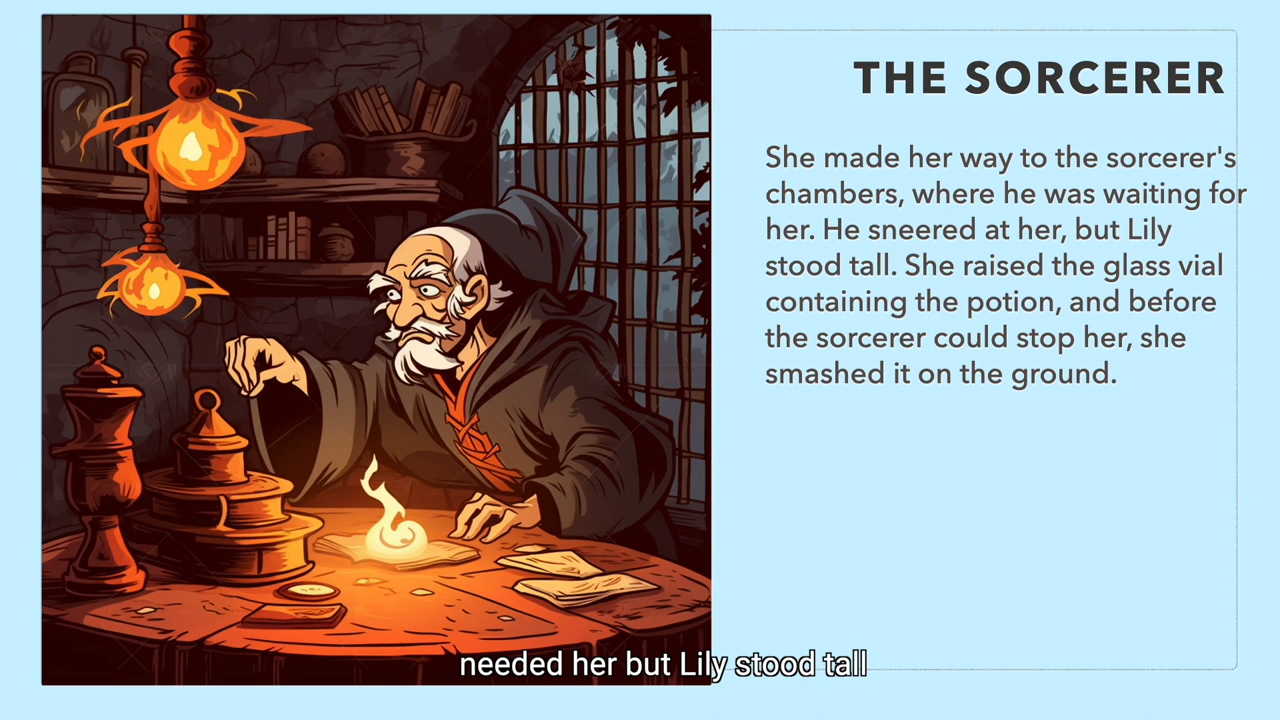 THE SORCERER
She made her way to the sorcerer's
chambers, where he was waiting for
her. He sneered at her, but Lily
stood tall. She raised the glass vial
containing the potion, and before
the sorcerer could stop her, she
smashed it on the ground.
needed her but Lily stood tall